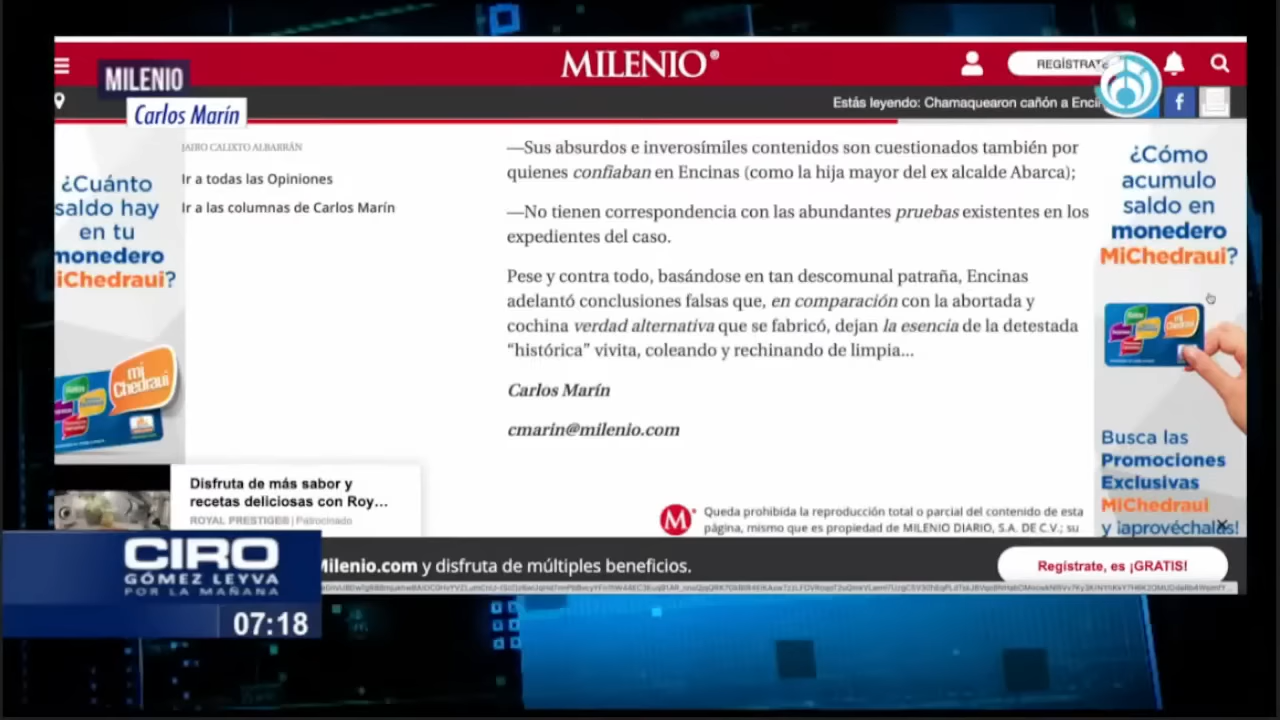 MILENIO®
REGÍSTRATE
MILENIO
Carlos Marín
Estás leyendo: Chamaquearon cañón a Enci
JAIRO CALIXTO ALBARRÁN
Ir a todas las Opiniones
Ir a las columnas de Carlos Marín
¿Cuánto
saldo hay
en tu
monedero
iChedraui?
mi
Chedraui
—Sus absurdos e inverosímiles contenidos son cuestionados también por
quienes confiaban en Encinas (como la hija mayor del ex alcalde Abarca);
—No tienen correspondencia con las abundantes pruebas existentes en los
expedientes del caso.
Pese y contra todo, basándose en tan descomunal patraña, Encinas
adelantó conclusiones falsas que, en comparación con la abortada y
cochina verdad alternativa que se fabricó, dejan la esencia de la detestada
“histórica” vivita, coleando y rechinando de limpia...
Carlos Marín
cmarin@milenio.com
¿Cómo
acumulo
saldo en
monedero
MiChedraui?
Busca las
Promociones
Exclusivas
MiChedraui
y ¡aprovéchalas!
Disfruta de más sabor y
recetas deliciosas con Roy...
ROYAL PRESTIGE® | Patrocinado
M
Queda prohibida la reproducción total o parcial del contenido de esta
página, mismo que es propiedad de MILENIO DIARIO, S.A. DE C.V.; su
Milenio.com y disfruta de múltiples beneficios.
Regístrate, es ¡GRATIS!
CIRO
GÓMEZ LEYVA
POR LA MAÑANA
07:18